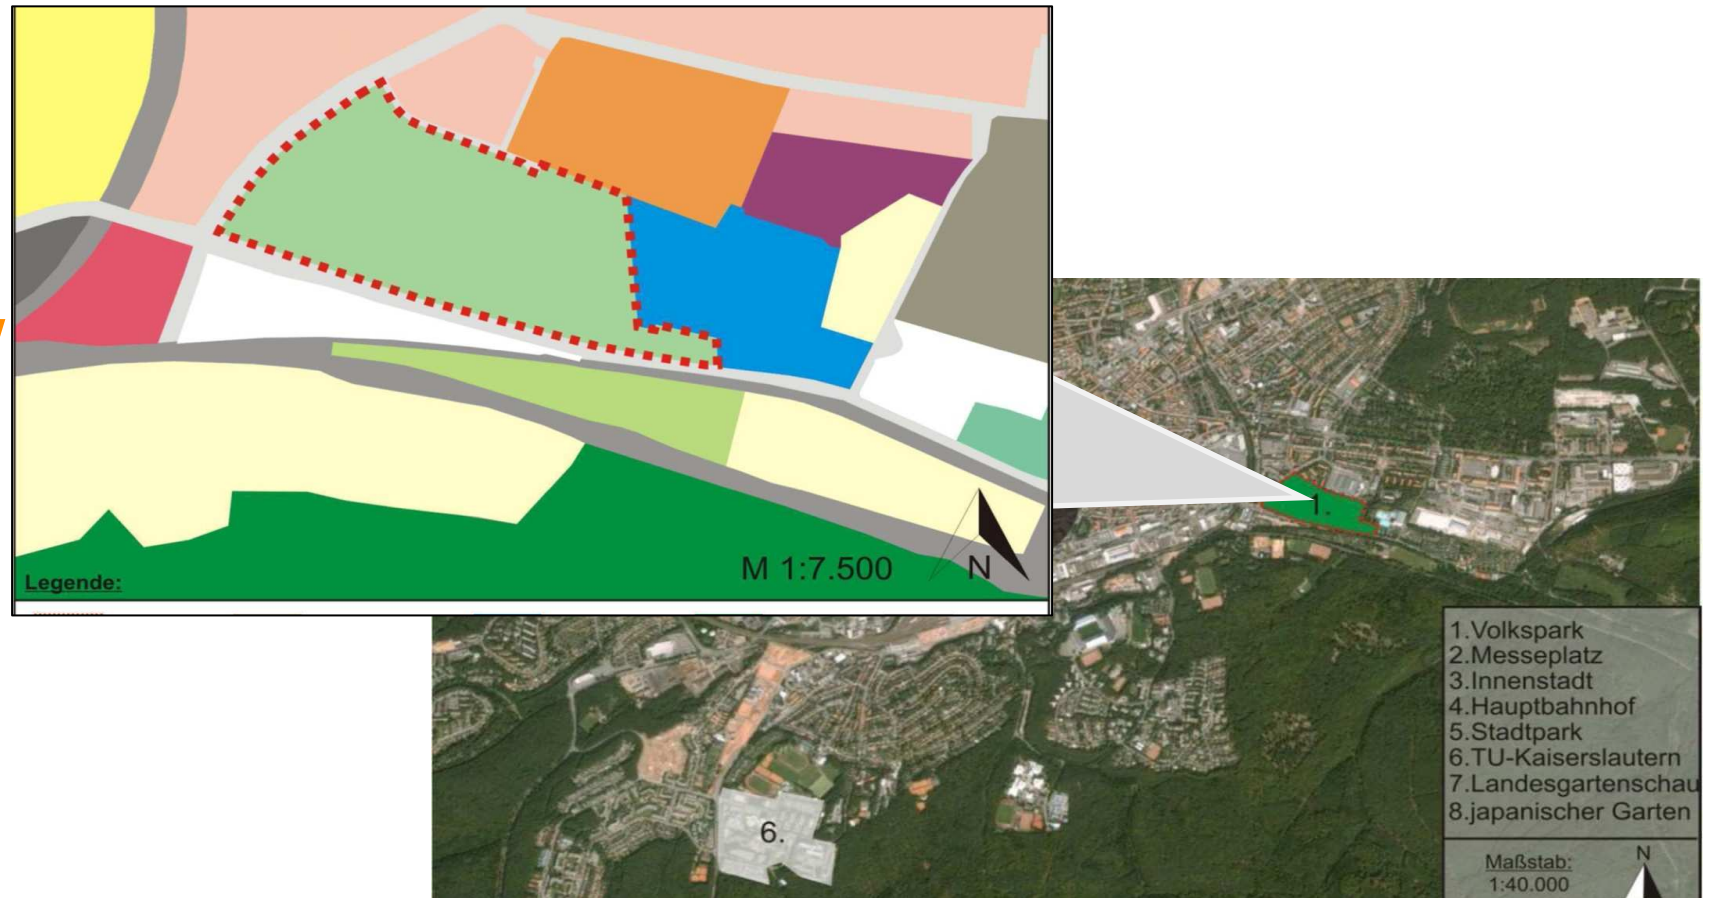 Legende:
M 1:7.500
N
1.
6.
1.Volkspark
2.Messeplatz
3.Innenstadt
4.Hauptbahnhof
5.Stadtpark
6.TU-Kaiserslautern
7.Landesgartenschau
8.japanischer Garten
Maßstab:
1:40.000
N